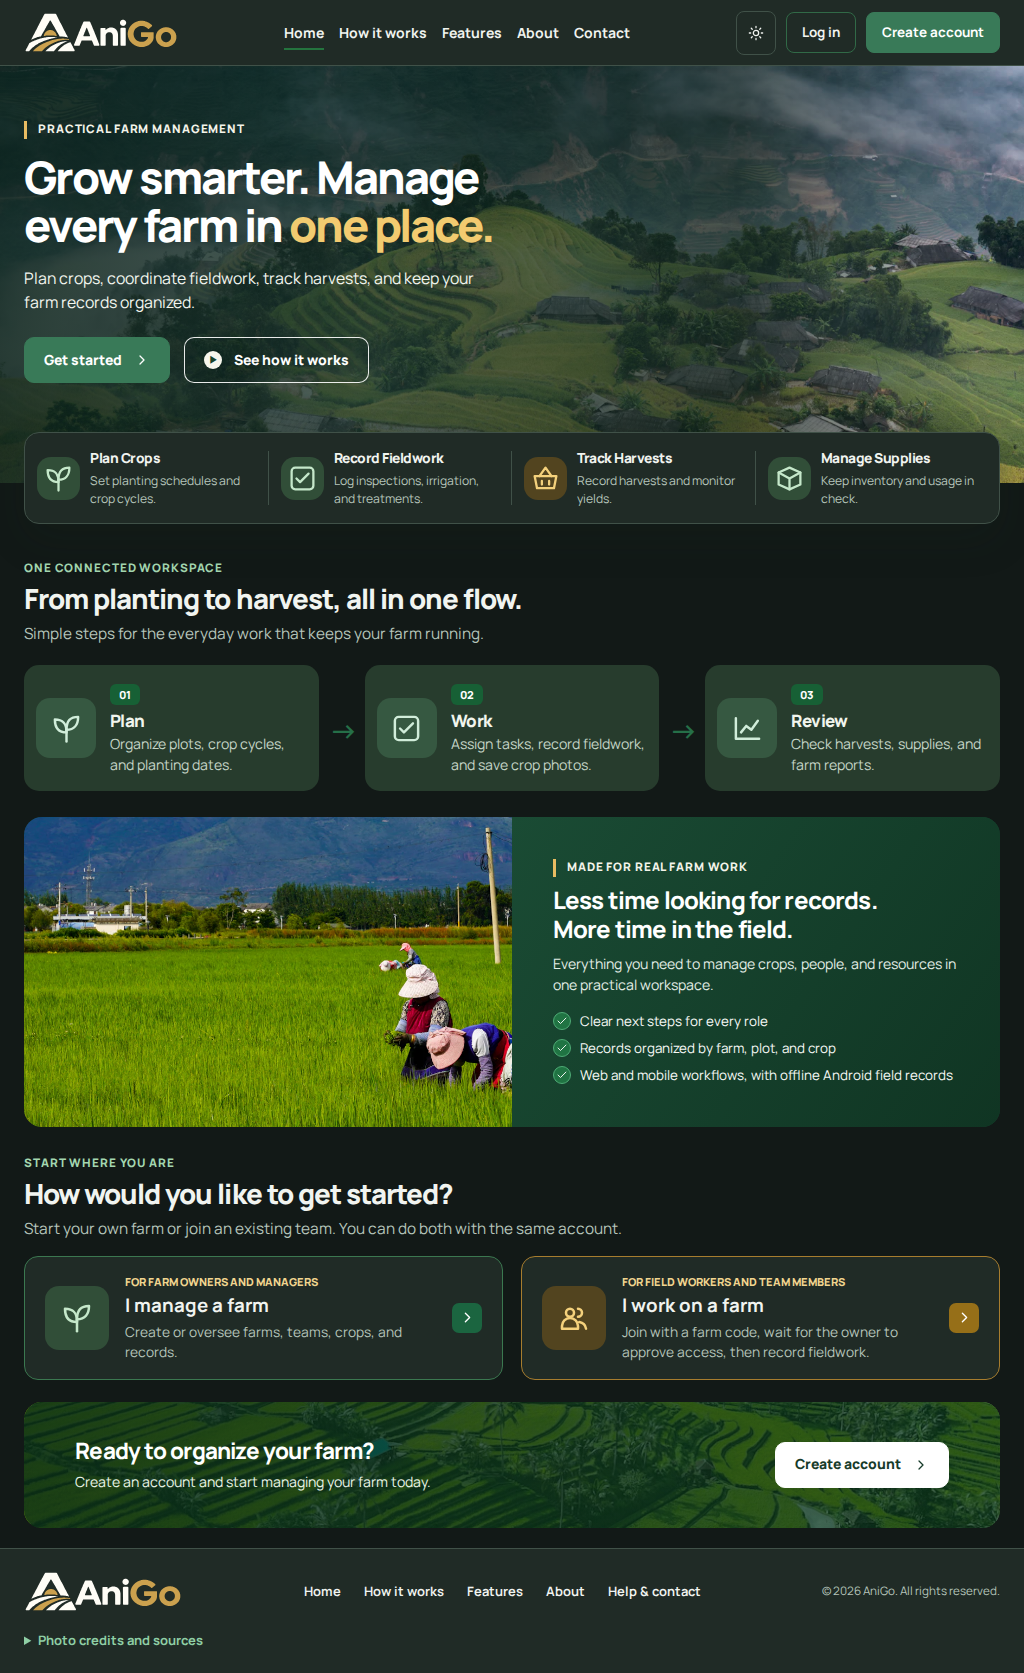 AniGo
Home How it works Features About Contact
Log in
Create account
PRACTICAL FARM MANAGEMENT
Grow smarter. Manage
every farm in one place.
Plan crops, coordinate fieldwork, track harvests, and keep your
farm records organized.
Get started
See how it works
Plan Crops
Set planting schedules and
crop cycles.
Record Fieldwork
Log inspections, irrigation,
and treatments.
Track Harvests
Record harvests and monitor
yields.
Manage Supplies
Keep inventory and usage in
check.
ONE CONNECTED WORKSPACE
From planting to harvest, all in one flow.
Simple steps for the everyday work that keeps your farm running.
01
Plan
Organize plots, crop cycles,
and planting dates.
02
Work
Assign tasks, record fieldwork,
and save crop photos.
03
Review
Check harvests, supplies, and
farm reports.
MADE FOR REAL FARM WORK
Less time looking for records.
More time in the field.
Everything you need to manage crops, people, and resources in
one practical workspace.
Clear next steps for every role
Records organized by farm, plot, and crop
Web and mobile workflows, with offline Android field records
START WHERE YOU ARE
How would you like to get started?
Start your own farm or join an existing team. You can do both with the same account.
FOR FARM OWNERS AND MANAGERS
I manage a farm
Create or oversee farms, teams, crops, and
records.
FOR FIELD WORKERS AND TEAM MEMBERS
I work on a farm
Join with a farm code, wait for the owner to
approve access, then record fieldwork.
Ready to organize your farm?
Create an account and start managing your farm today.
Create account
AniGo
Home How it works Features About Help & contact
© 2026 AniGo. All rights reserved.
Photo credits and sources